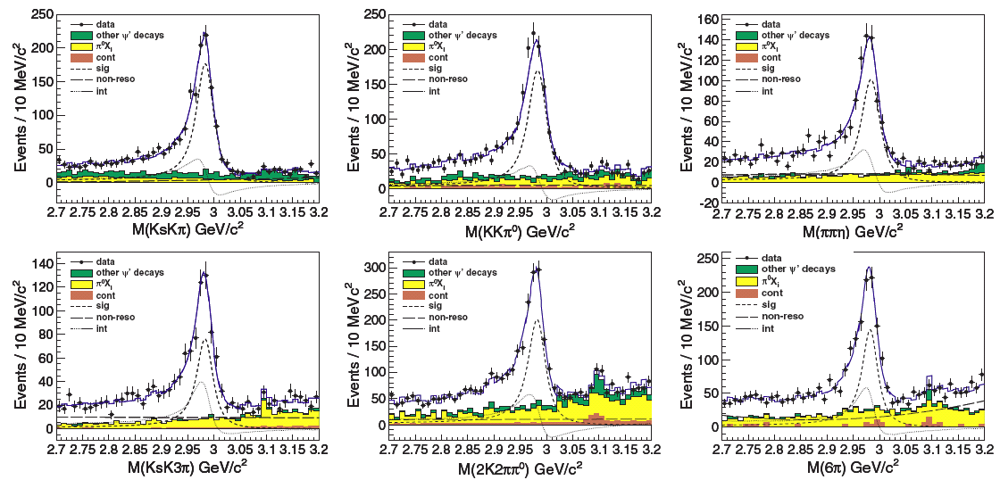 Events / 10 MeV/c²
250
200
150
100
50
0
data
other ψ' decays
π⁰Xᵢ
cont
sig
non-reso
int
2.7 2.75 2.8 2.85 2.9 2.95 3 3.05 3.1 3.15 3.2
M(KsKπ) GeV/c²
Events / 10 MeV/c²
250
200
150
100
50
0
data
other ψ' decays
π⁰Xᵢ
cont
sig
non-reso
int
2.7 2.75 2.8 2.85 2.9 2.95 3 3.05 3.1 3.15 3.2
M(KKπ⁰) GeV/c²
Events / 10 MeV/c²
160
140
120
100
80
60
40
20
0
-20
data
other ψ' decays
π⁰Xᵢ
cont
sig
non-reso
int
2.7 2.75 2.8 2.85 2.9 2.95 3 3.05 3.1 3.15 3.2
M(ππη) GeV/c²
Events / 10 MeV/c²
140
120
100
80
60
40
20
0
data
other ψ' decays
π⁰Xᵢ
cont
sig
non-reso
int
2.7 2.75 2.8 2.85 2.9 2.95 3 3.05 3.1 3.15 3.2
M(KsK3π) GeV/c²
Events / 10 MeV/c²
300
250
200
150
100
50
0
data
other ψ' decays
π⁰Xᵢ
cont
sig
non-reso
int
2.7 2.75 2.8 2.85 2.9 2.95 3 3.05 3.1 3.15 3.2
M(2K2ππ⁰) GeV/c²
Events / 10 MeV/c²
250
200
150
100
50
0
data
other ψ' decays
π⁰Xᵢ
cont
sig
non-reso
int
2.7 2.75 2.8 2.85 2.9 2.95 3 3.05 3.1 3.15 3.2
M(6π) GeV/c²